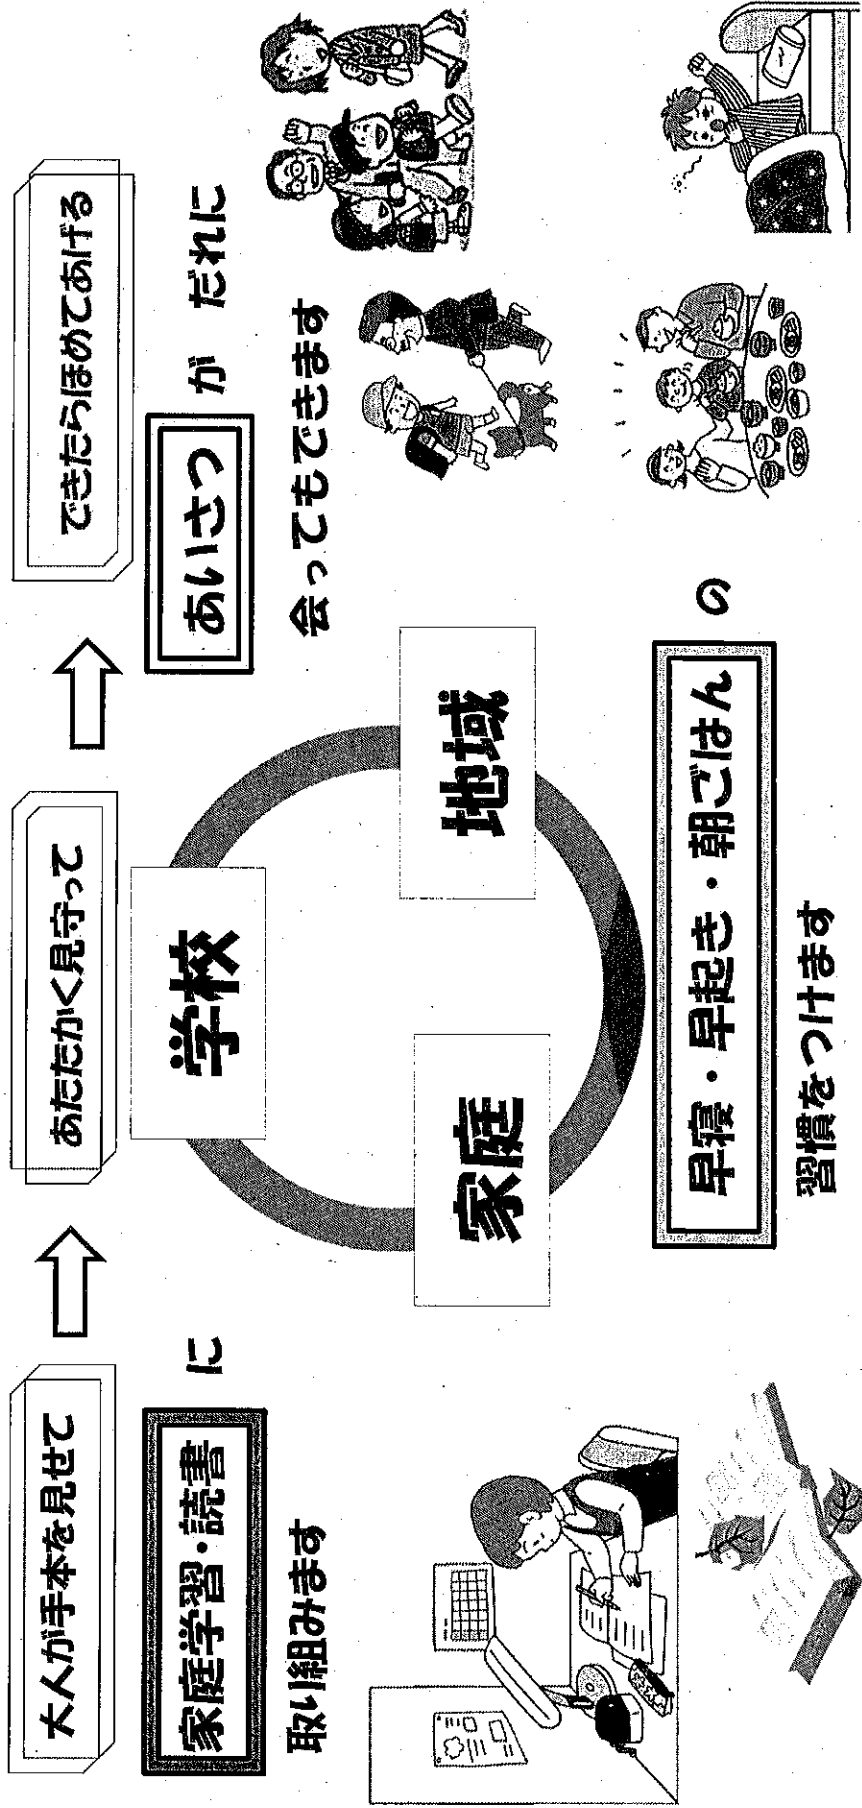 大人が手本を見せて
あたたかく見守って
できたらほめてあげる
家庭学習・読書 に
取り組みます
あいさつ が だれに
会ってもできます
学校
家庭
地域
早寝・早起き・朝ごはん の
習慣をつけます